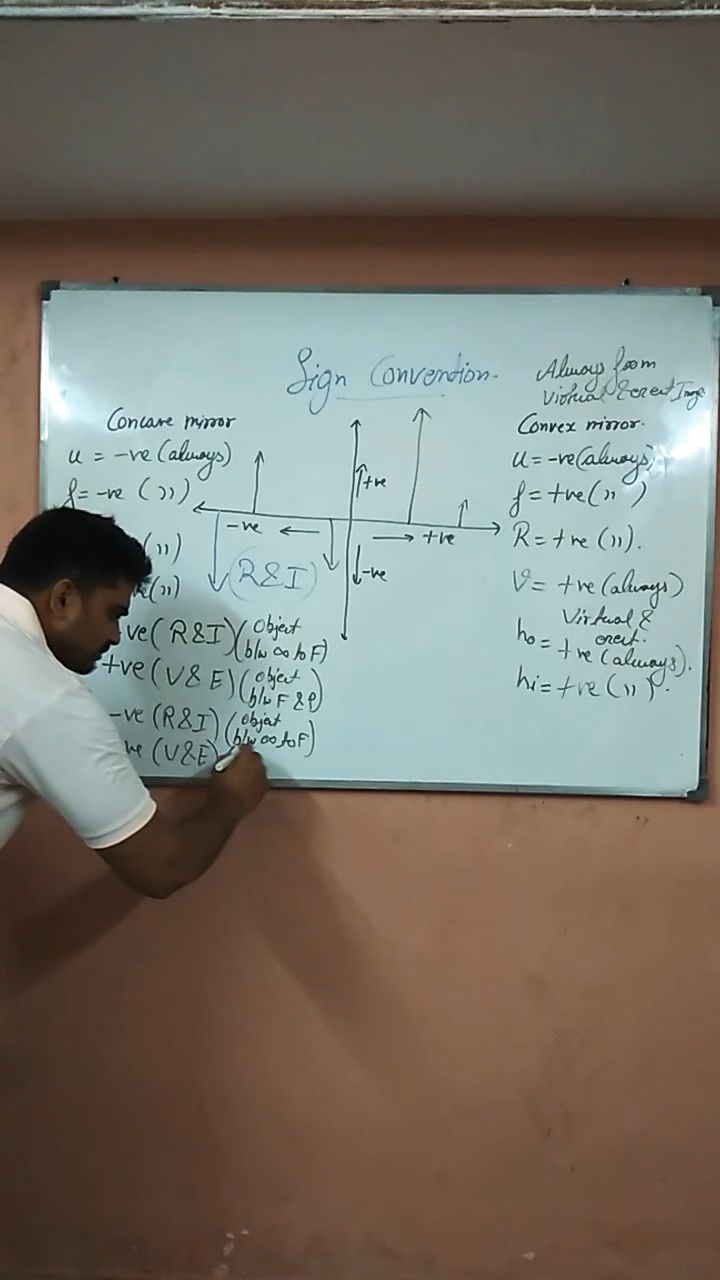 Sign Convention.
Always from
Virtual & erect Image
Concave mirror
u = -ve (always)
f = -ve ( ,, )
( ,, )
( ,, )
ve (R & I) (Object b/w ∞ to F)
+ve (V & E) (object b/w F & P)
-ve (R & I) (object b/w ∞ to F)
ve (V & E)
+ve
-ve
+ve
-ve
(R & I)
Convex mirror.
u = -ve (always)
f = +ve ( ,, )
R = +ve ( ,, ).
V = +ve (always)
Virtual &
erect.
ho = +ve (always).
hi = +ve ( ,, ).